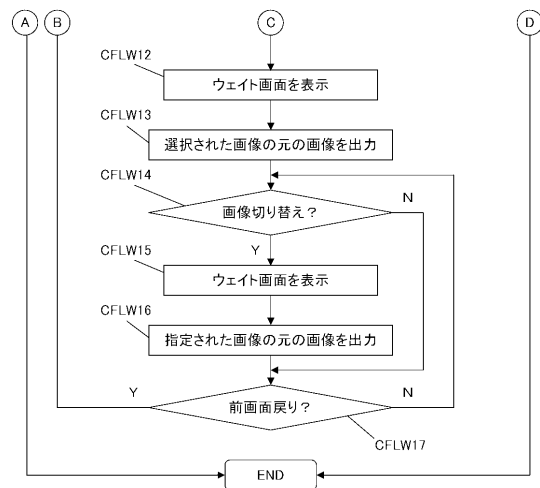 A
B
C
D
CFLW12
ウェイト画面を表示
CFLW13
選択された画像の元の画像を出力
CFLW14
画像切り替え？
N
Y
CFLW15
ウェイト画面を表示
CFLW16
指定された画像の元の画像を出力
Y
前画面戻り？
N
CFLW17
END